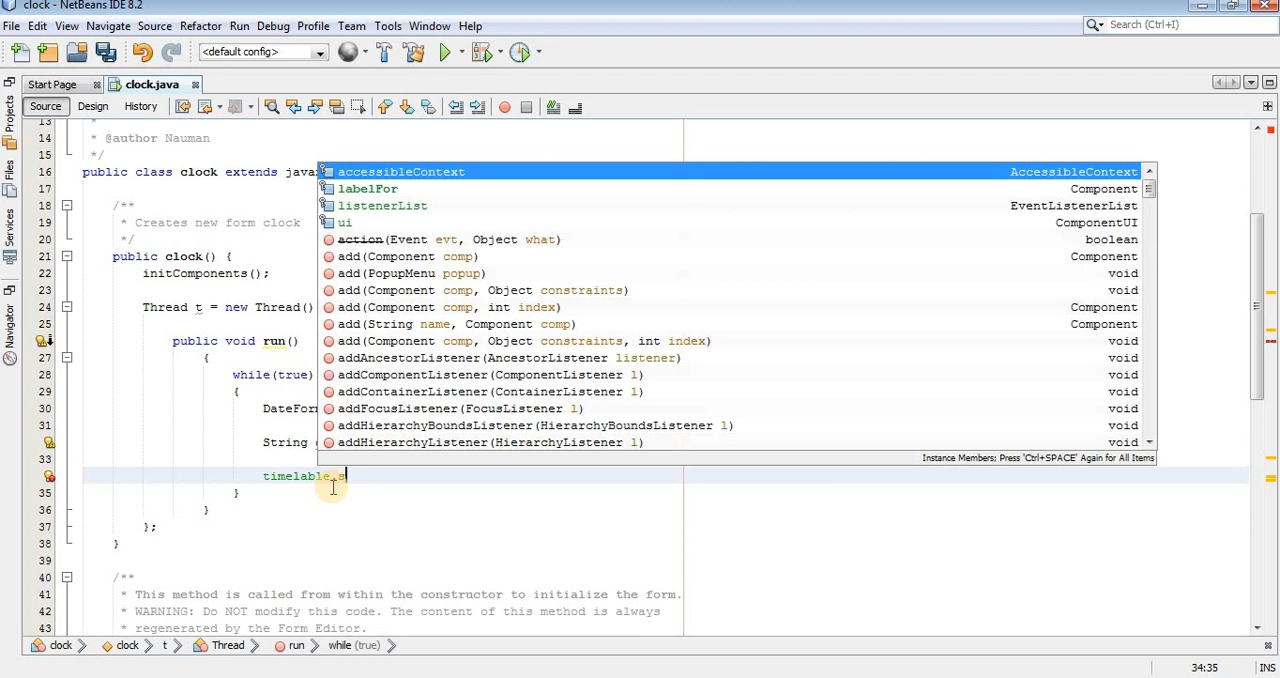 clock - NetBeans IDE 8.2
File Edit View Navigate Source Refactor Run Debug Profile Team Tools Window Help
Search (Ctrl+I)
<default config>
Start Page clock.java
Source Design History
Projects
Files
Services
Navigator
13 *
14 * @author Nauman
15 */
16 public class clock extends
17
18 /**
19 * Creates new form clock
20 */
21 public clock() {
22 initComponents();
23
24 Thread t = new Thread()
25
public void run()
27 {
28 while(true)
29 {
30
31
String
33
timelable.s
35 }
36 }
37 };
38 }
39
40 /**
41 * This method is called from within the constructor to initialize the form.
42 * WARNING: Do NOT modify this code. The content of this method is always
43 * regenerated by the Form Editor.
accessibleContext AccessibleContext
labelFor Component
listenerList EventListenerList
ui ComponentUI
action(Event evt, Object what) boolean
add(Component comp) Component
add(PopupMenu popup) void
add(Component comp, Object constraints) void
add(Component comp, int index) Component
add(String name, Component comp) Component
add(Component comp, Object constraints, int index) void
addAncestorListener(AncestorListener listener) void
addComponentListener(ComponentListener l) void
addContainerListener(ContainerListener l) void
addFocusListener(FocusListener l) void
addHierarchyBoundsListener(HierarchyBoundsListener l) void
addHierarchyListener(HierarchyListener l) void
Instance Members: Press 'Ctrl+SPACE' Again for All Items
clock clock t Thread run while (true)
34:35 INS